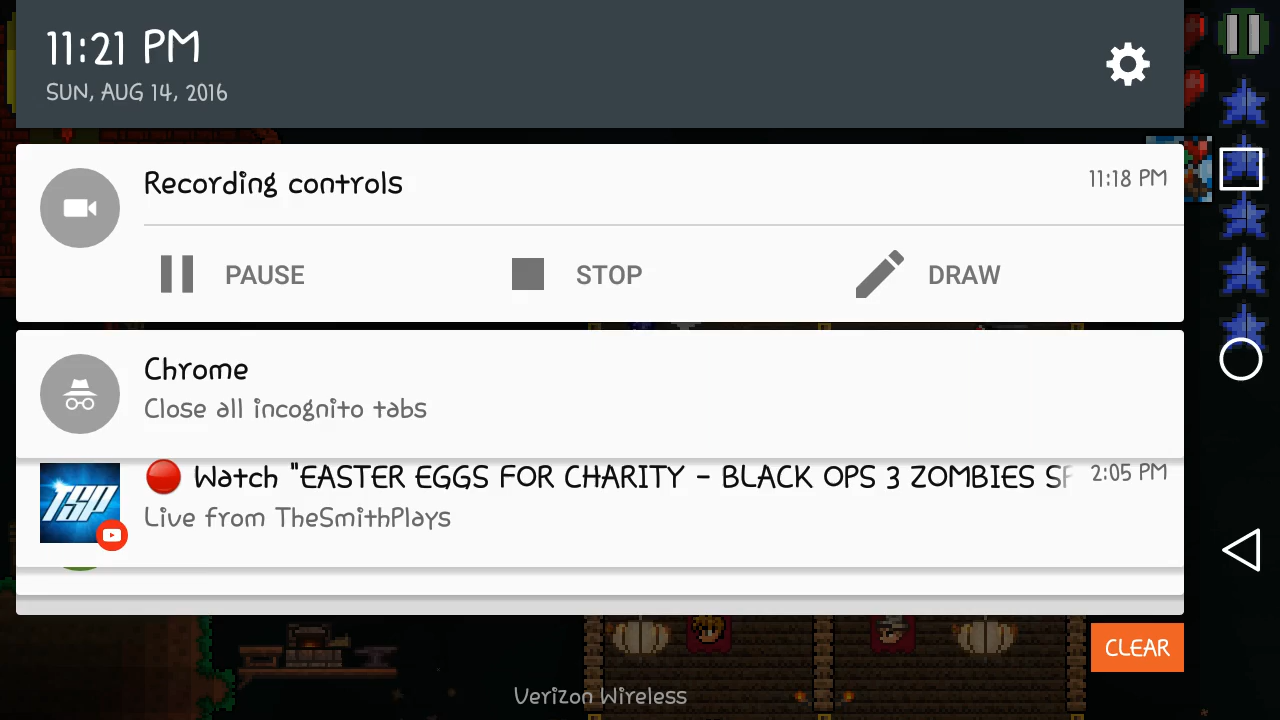 11:21 PM
SUN, AUG 14, 2016
Recording controls
11:18 PM
PAUSE
STOP
DRAW
Chrome
Close all incognito tabs
TSP
🔴 Watch "EASTER EGGS FOR CHARITY - BLACK OPS 3 ZOMBIES
2:05 PM
Live from TheSmithPlays
CLEAR
Verizon Wireless